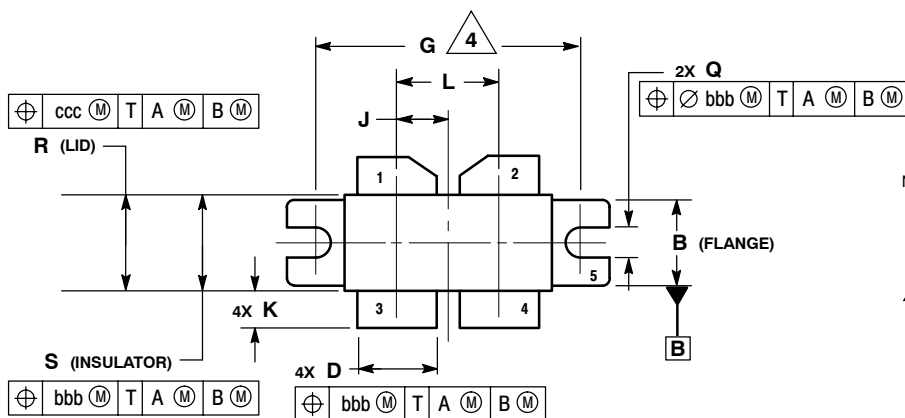 G 4
L
2X Q
⌖ ccc Ⓜ T A Ⓜ B Ⓜ
⌖ ∅ bbb Ⓜ T A Ⓜ B Ⓜ
J
R (LID)
1 2
B (FLANGE)
5
4X K
3 4
B
S (INSULATOR)
4X D
⌖ bbb Ⓜ T A Ⓜ B Ⓜ
⌖ bbb Ⓜ T A Ⓜ B Ⓜ